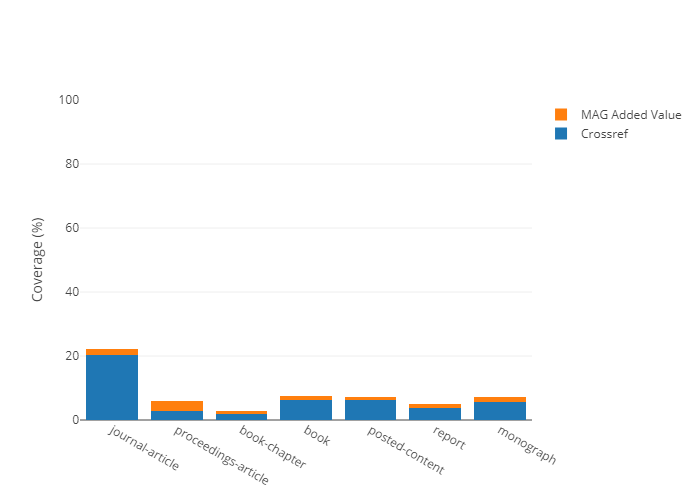 100
80
60
40
20
0
Coverage (%)
journal-article
proceedings-article
book-chapter
book
posted-content
report
monograph
MAG Added Value
Crossref